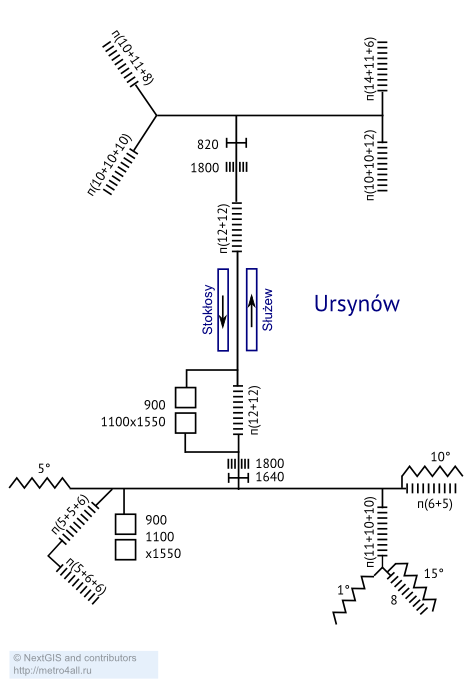 п(10+11+8)
п(14+11+6)
п(10+10+10)
п(10+10+12)
820
1800
п(12+12)
Stokłosy
Służew
Ursynów
900
1100x1550
п(12+12)
1800
1640
5°
10°
п(6+5)
п(5+5+6)
900
1100
x1550
п(11+10+10)
п(5+6+6)
1°
8
15°
© NextGIS and contributors
http://metro4all.ru